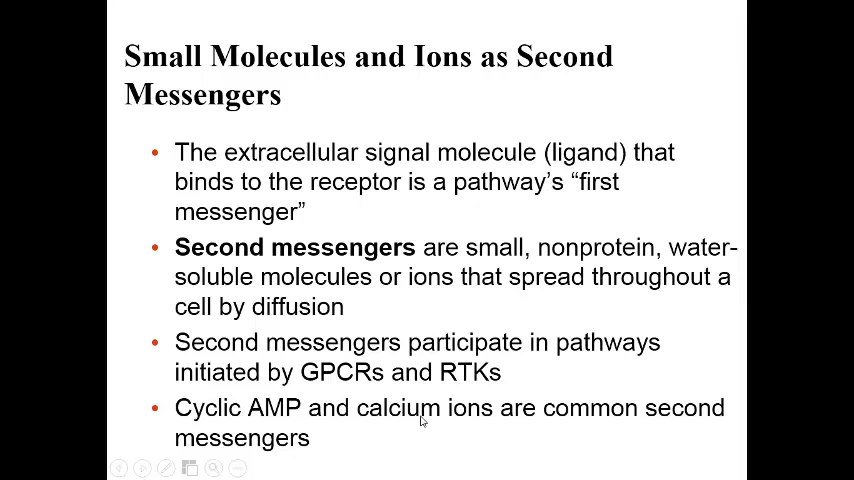 Small Molecules and Ions as Second
Messengers
• The extracellular signal molecule (ligand) that
binds to the receptor is a pathway’s “first
messenger”
• Second messengers are small, nonprotein, water-
soluble molecules or ions that spread throughout a
cell by diffusion
• Second messengers participate in pathways
initiated by GPCRs and RTKs
• Cyclic AMP and calcium ions are common second
messengers